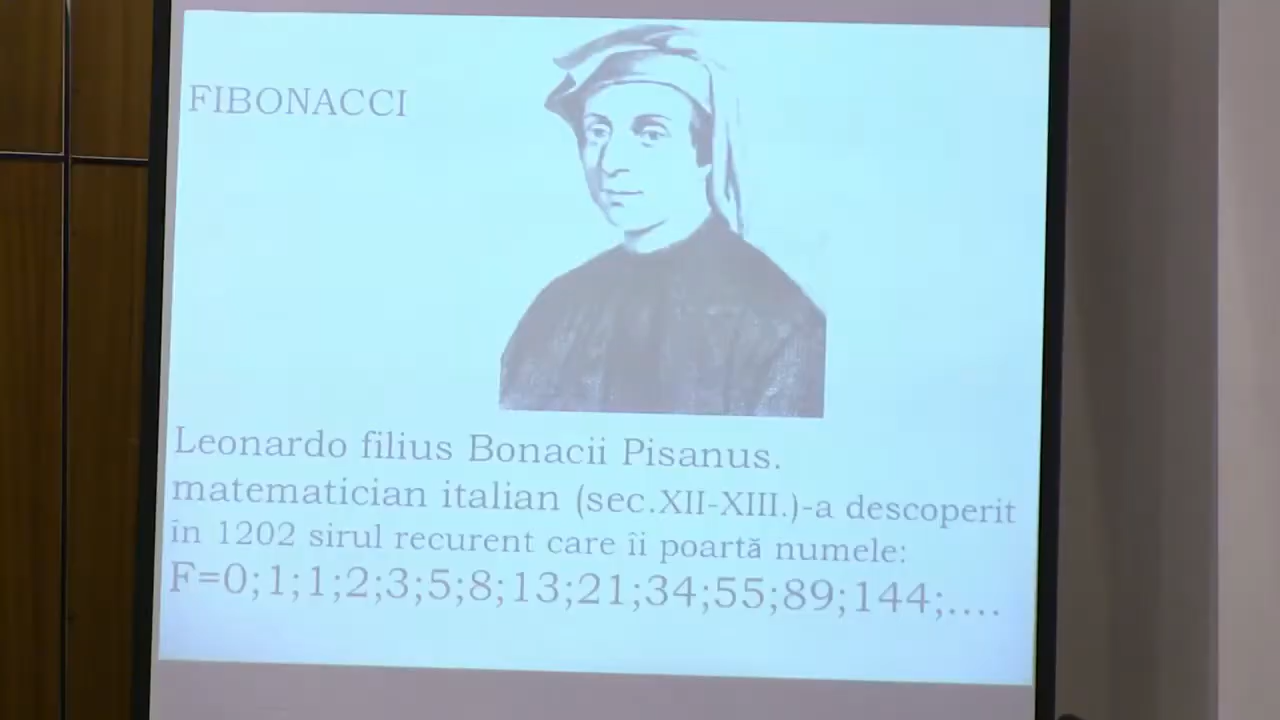 FIBONACCI
Leonardo filius Bonacii Pisanus.
matematician italian (sec.XII-XIII.)-a descoperit
în 1202 sirul recurent care îi poartă numele:
F=0;1;1;2;3;5;8;13;21;34;55;89;144;....